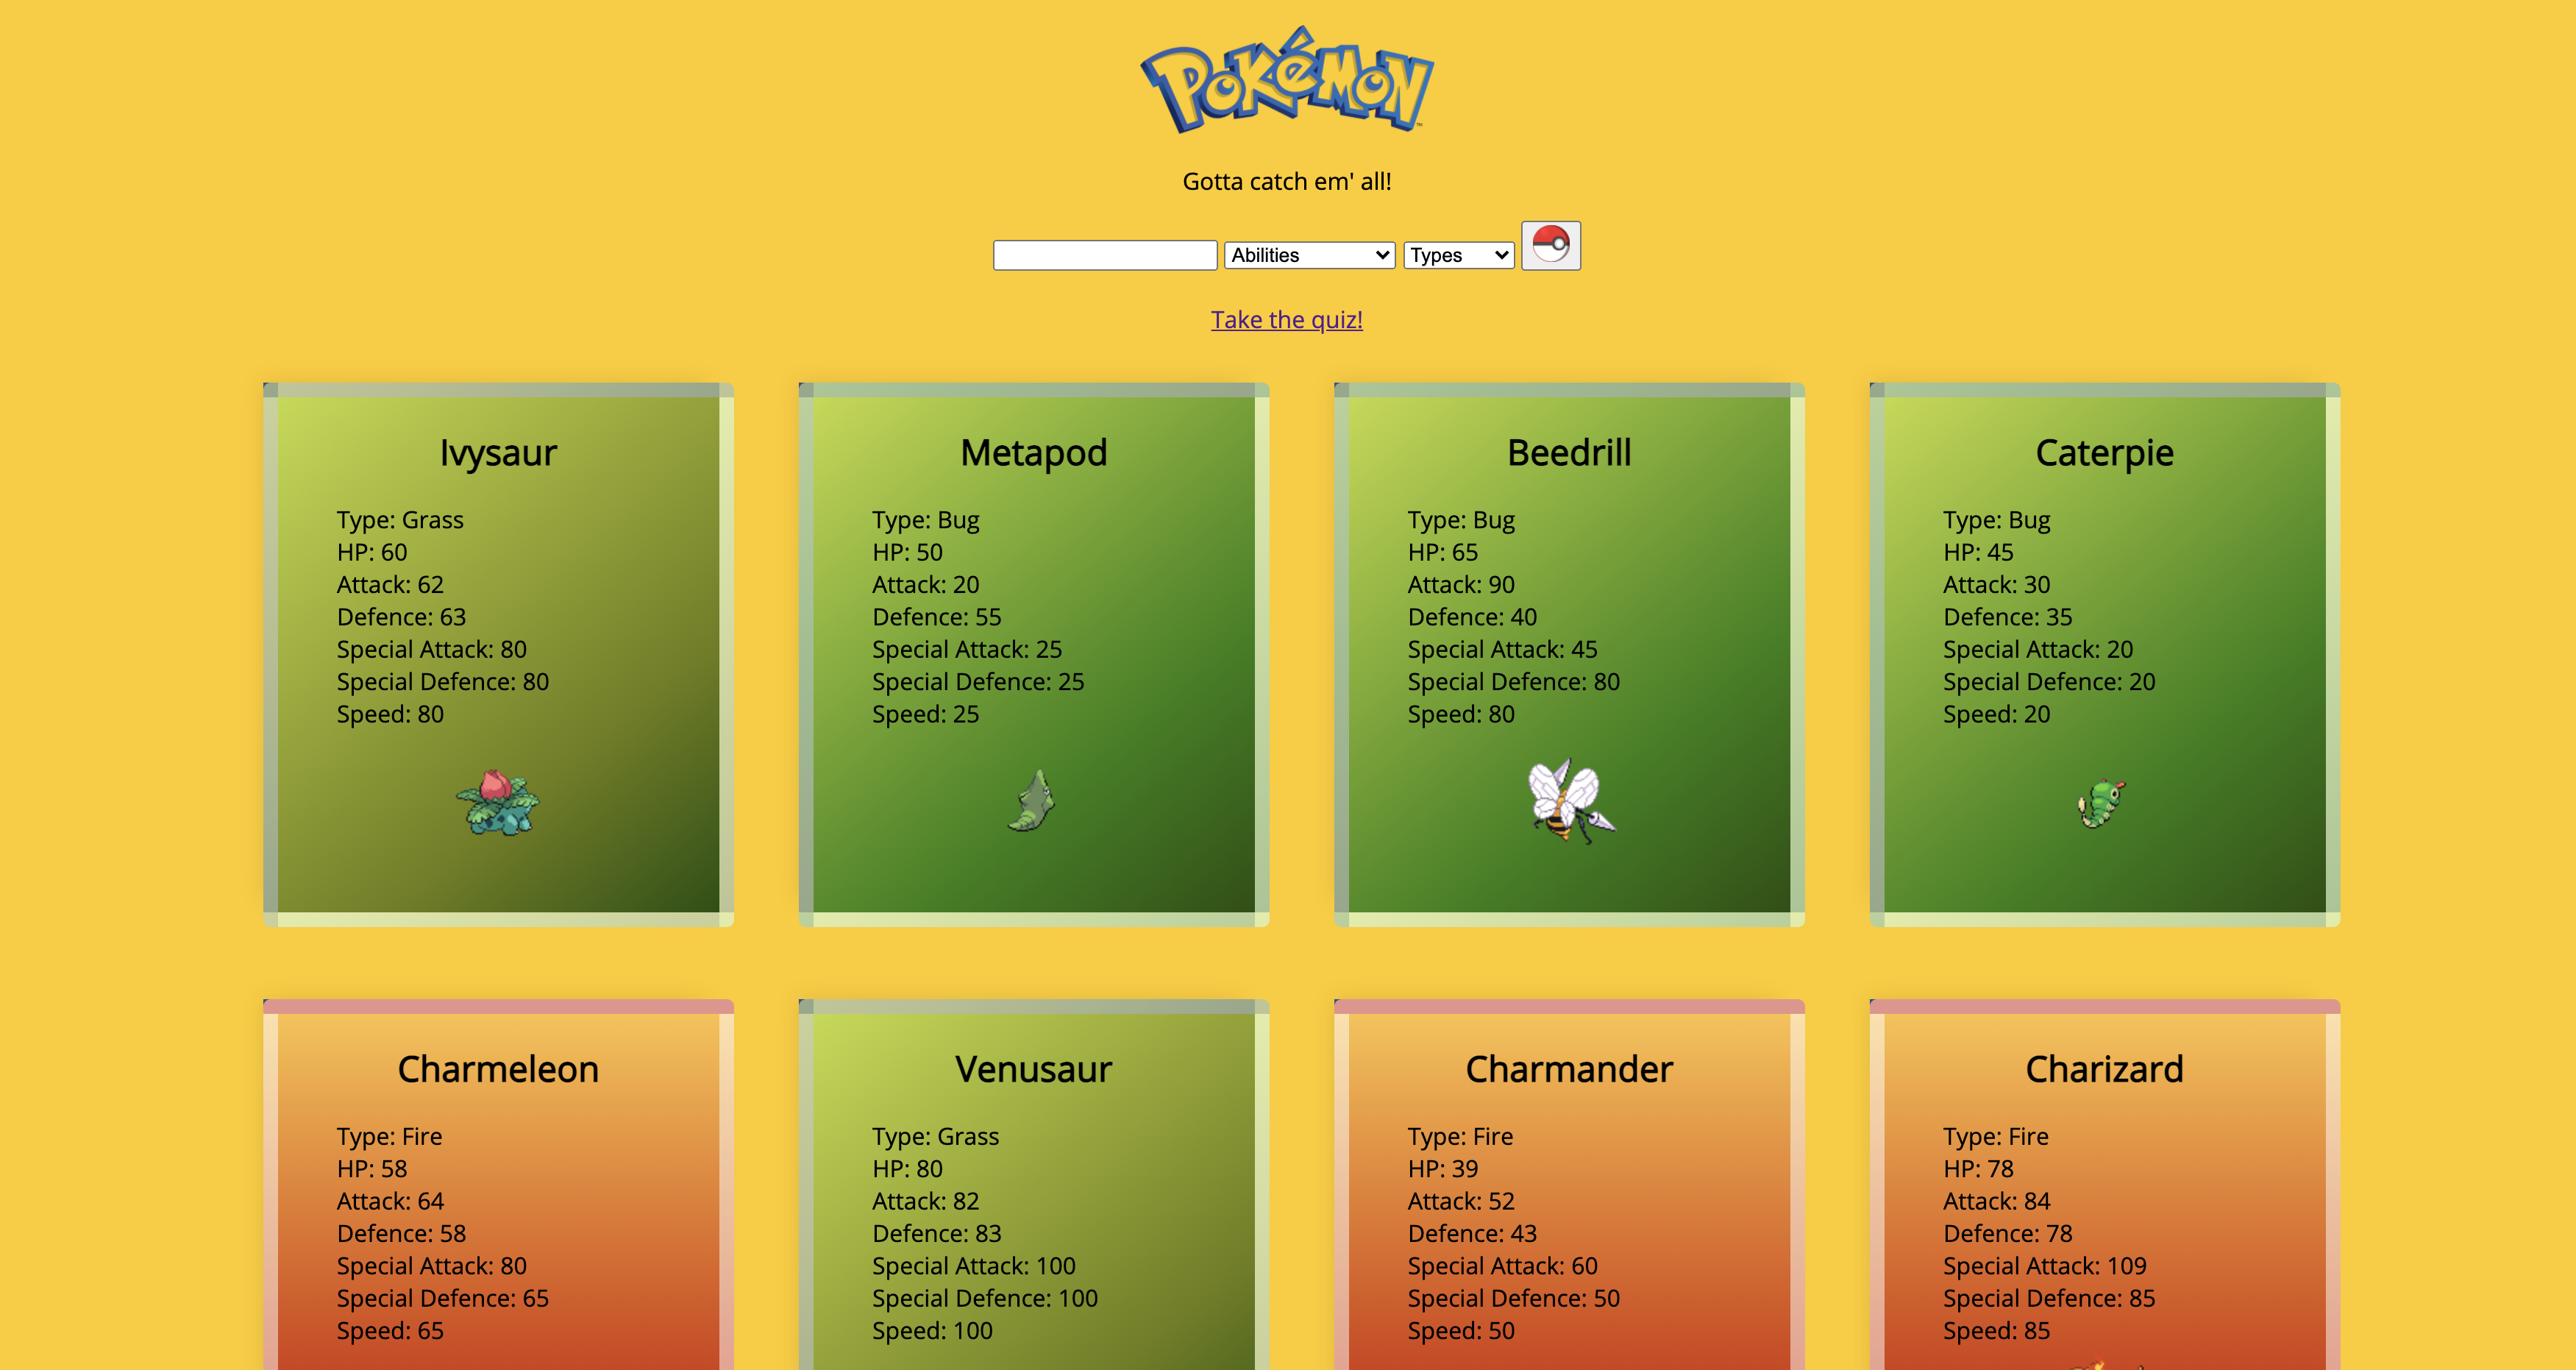 Pokémon
TM
Gotta catch em' all!
Abilities
Types
Take the quiz!
Ivysaur
Type: Grass
HP: 60
Attack: 62
Defence: 63
Special Attack: 80
Special Defence: 80
Speed: 80
Metapod
Type: Bug
HP: 50
Attack: 20
Defence: 55
Special Attack: 25
Special Defence: 25
Speed: 25
Beedrill
Type: Bug
HP: 65
Attack: 90
Defence: 40
Special Attack: 45
Special Defence: 80
Speed: 80
Caterpie
Type: Bug
HP: 45
Attack: 30
Defence: 35
Special Attack: 20
Special Defence: 20
Speed: 20
Charmeleon
Type: Fire
HP: 58
Attack: 64
Defence: 58
Special Attack: 80
Special Defence: 65
Speed: 65
Venusaur
Type: Grass
HP: 80
Attack: 82
Defence: 83
Special Attack: 100
Special Defence: 100
Speed: 100
Charmander
Type: Fire
HP: 39
Attack: 52
Defence: 43
Special Attack: 60
Special Defence: 50
Speed: 50
Charizard
Type: Fire
HP: 78
Attack: 84
Defence: 78
Special Attack: 109
Special Defence: 85
Speed: 85